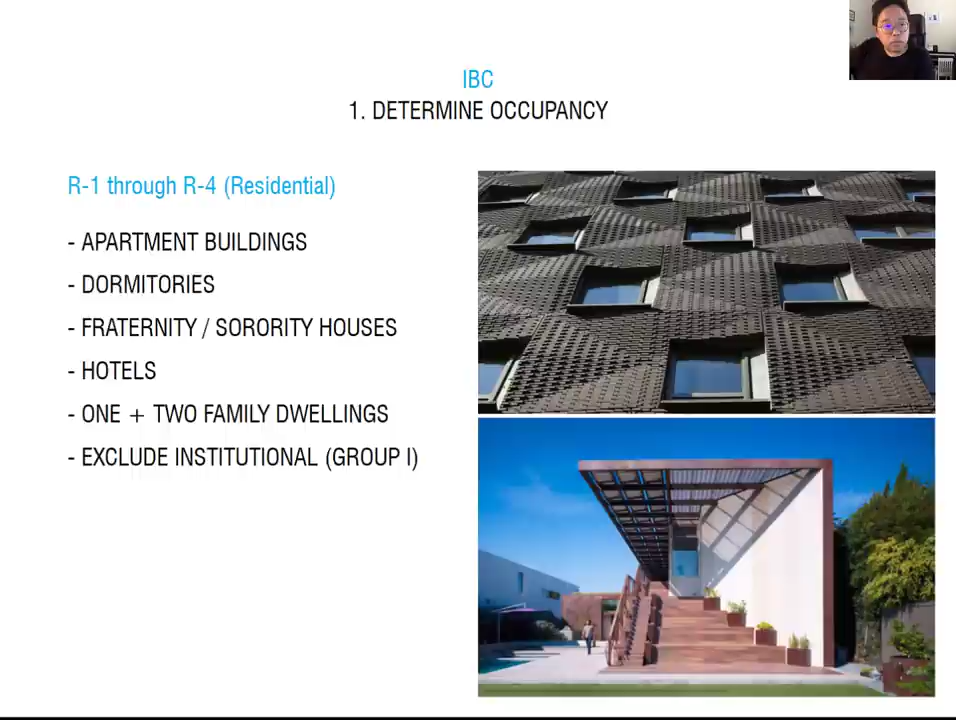 IBC
1. DETERMINE OCCUPANCY
R-1 through R-4 (Residential)
- APARTMENT BUILDINGS
- DORMITORIES
- FRATERNITY / SORORITY HOUSES
- HOTELS
- ONE + TWO FAMILY DWELLINGS
- EXCLUDE INSTITUTIONAL (GROUP I)